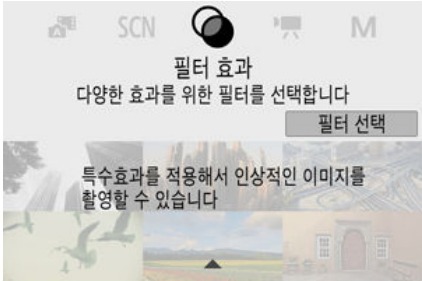 SCN M
필터 효과
다양한 효과를 위한 필터를 선택합니다
필터 선택
특수효과를 적용해서 인상적인 이미지를
촬영할 수 있습니다